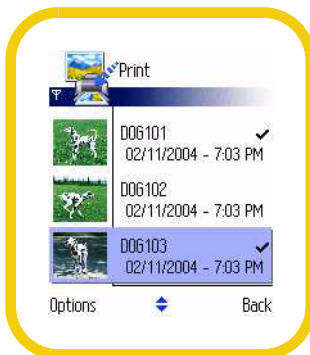 Print
D06101
02/11/2004 - 7:03 PM
D06102
02/11/2004 - 7:03 PM
D06103
02/11/2004 - 7:03 PM
Options Back